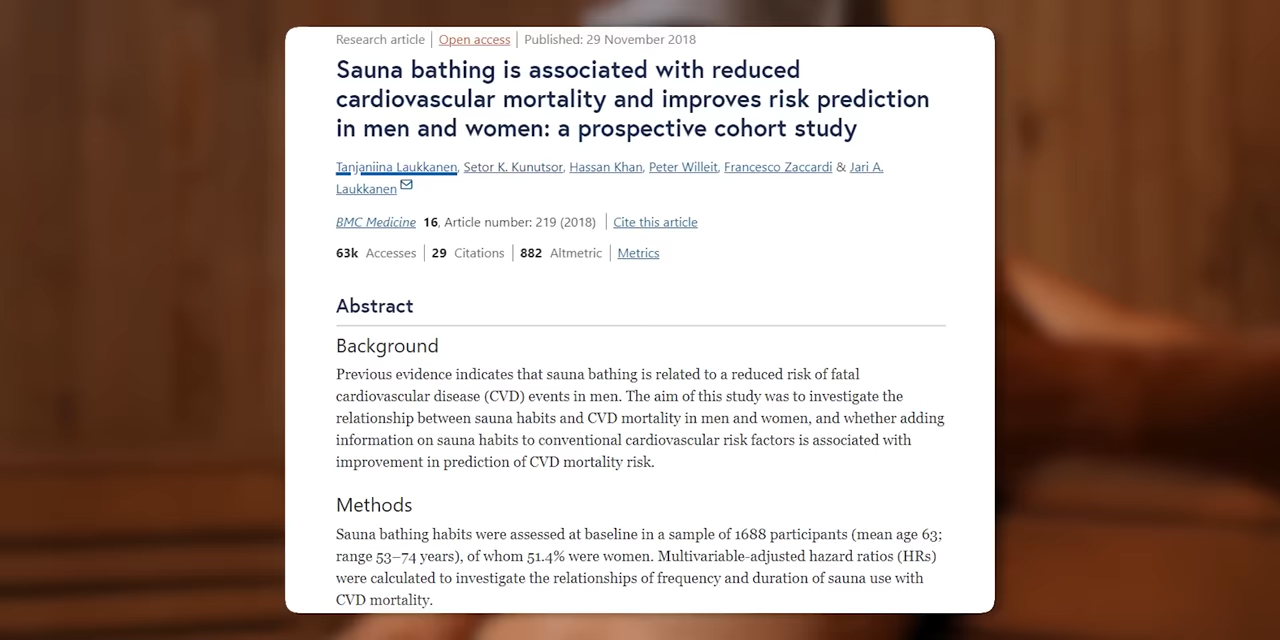 Research article | Open access | Published: 29 November 2018
Sauna bathing is associated with reduced
cardiovascular mortality and improves risk prediction
in men and women: a prospective cohort study
Tanjaniina Laukkanen, Setor K. Kunutsor, Hassan Khan, Peter Willeit, Francesco Zaccardi & Jari A.
Laukkanen
BMC Medicine 16, Article number: 219 (2018) | Cite this article
63k Accesses | 29 Citations | 882 Altmetric | Metrics
Abstract
Background
Previous evidence indicates that sauna bathing is related to a reduced risk of fatal
cardiovascular disease (CVD) events in men. The aim of this study was to investigate the
relationship between sauna habits and CVD mortality in men and women, and whether adding
information on sauna habits to conventional cardiovascular risk factors is associated with
improvement in prediction of CVD mortality risk.
Methods
Sauna bathing habits were assessed at baseline in a sample of 1688 participants (mean age 63;
range 53–74 years), of whom 51.4% were women. Multivariable-adjusted hazard ratios (HRs)
were calculated to investigate the relationships of frequency and duration of sauna use with
CVD mortality.